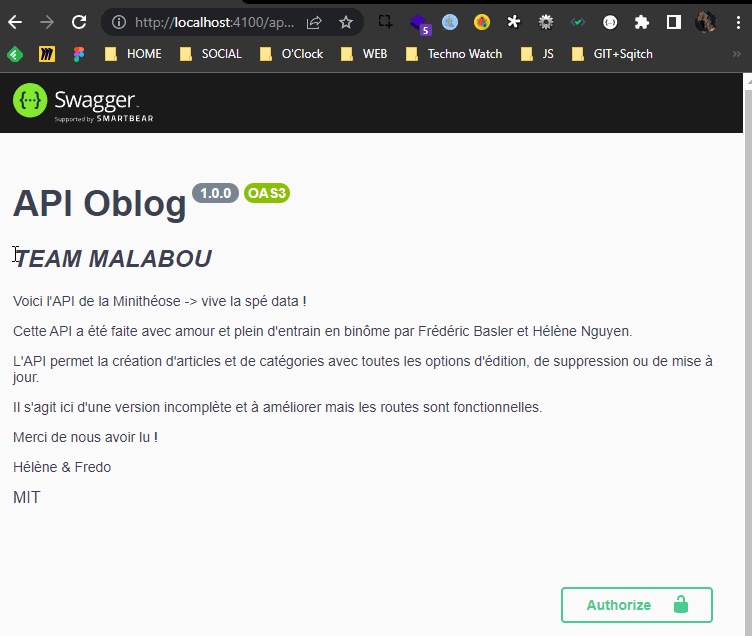 http://localhost:4100/ap...
5
HOME
SOCIAL
O'Clock
WEB
Techno Watch
JS
GIT+Sqitch
»
{···} Swagger.
Supported by SMARTBEAR
API Oblog 1.0.0 OAS3
TEAM MALABOU
Voici l'API de la Minithéose -> vive la spé data !
Cette API a été faite avec amour et plein d'entrain en binôme par Frédéric Basler et Hélène Nguyen.
L'API permet la création d'articles et de catégories avec toutes les options d'édition, de suppression ou de mise à
jour.
Il s'agit ici d'une version incomplète et à améliorer mais les routes sont fonctionnelles.
Merci de nous avoir lu !
Hélène & Fredo
MIT
Authorize